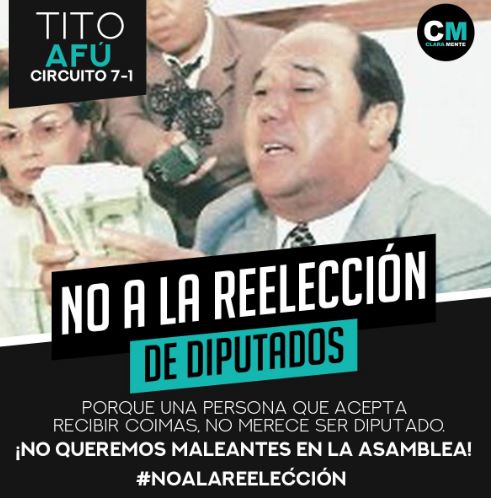 TITO
AFÚ
CIRCUITO 7-1
CM
CLARA MENTE
NO A LA REELECCIÓN
DE DIPUTADOS
PORQUE UNA PERSONA QUE ACEPTA
RECIBIR COIMAS, NO MERECE SER DIPUTADO.
¡NO QUEREMOS MALEANTES EN LA ASAMBLEA!
#NOALAREELECCIÓN